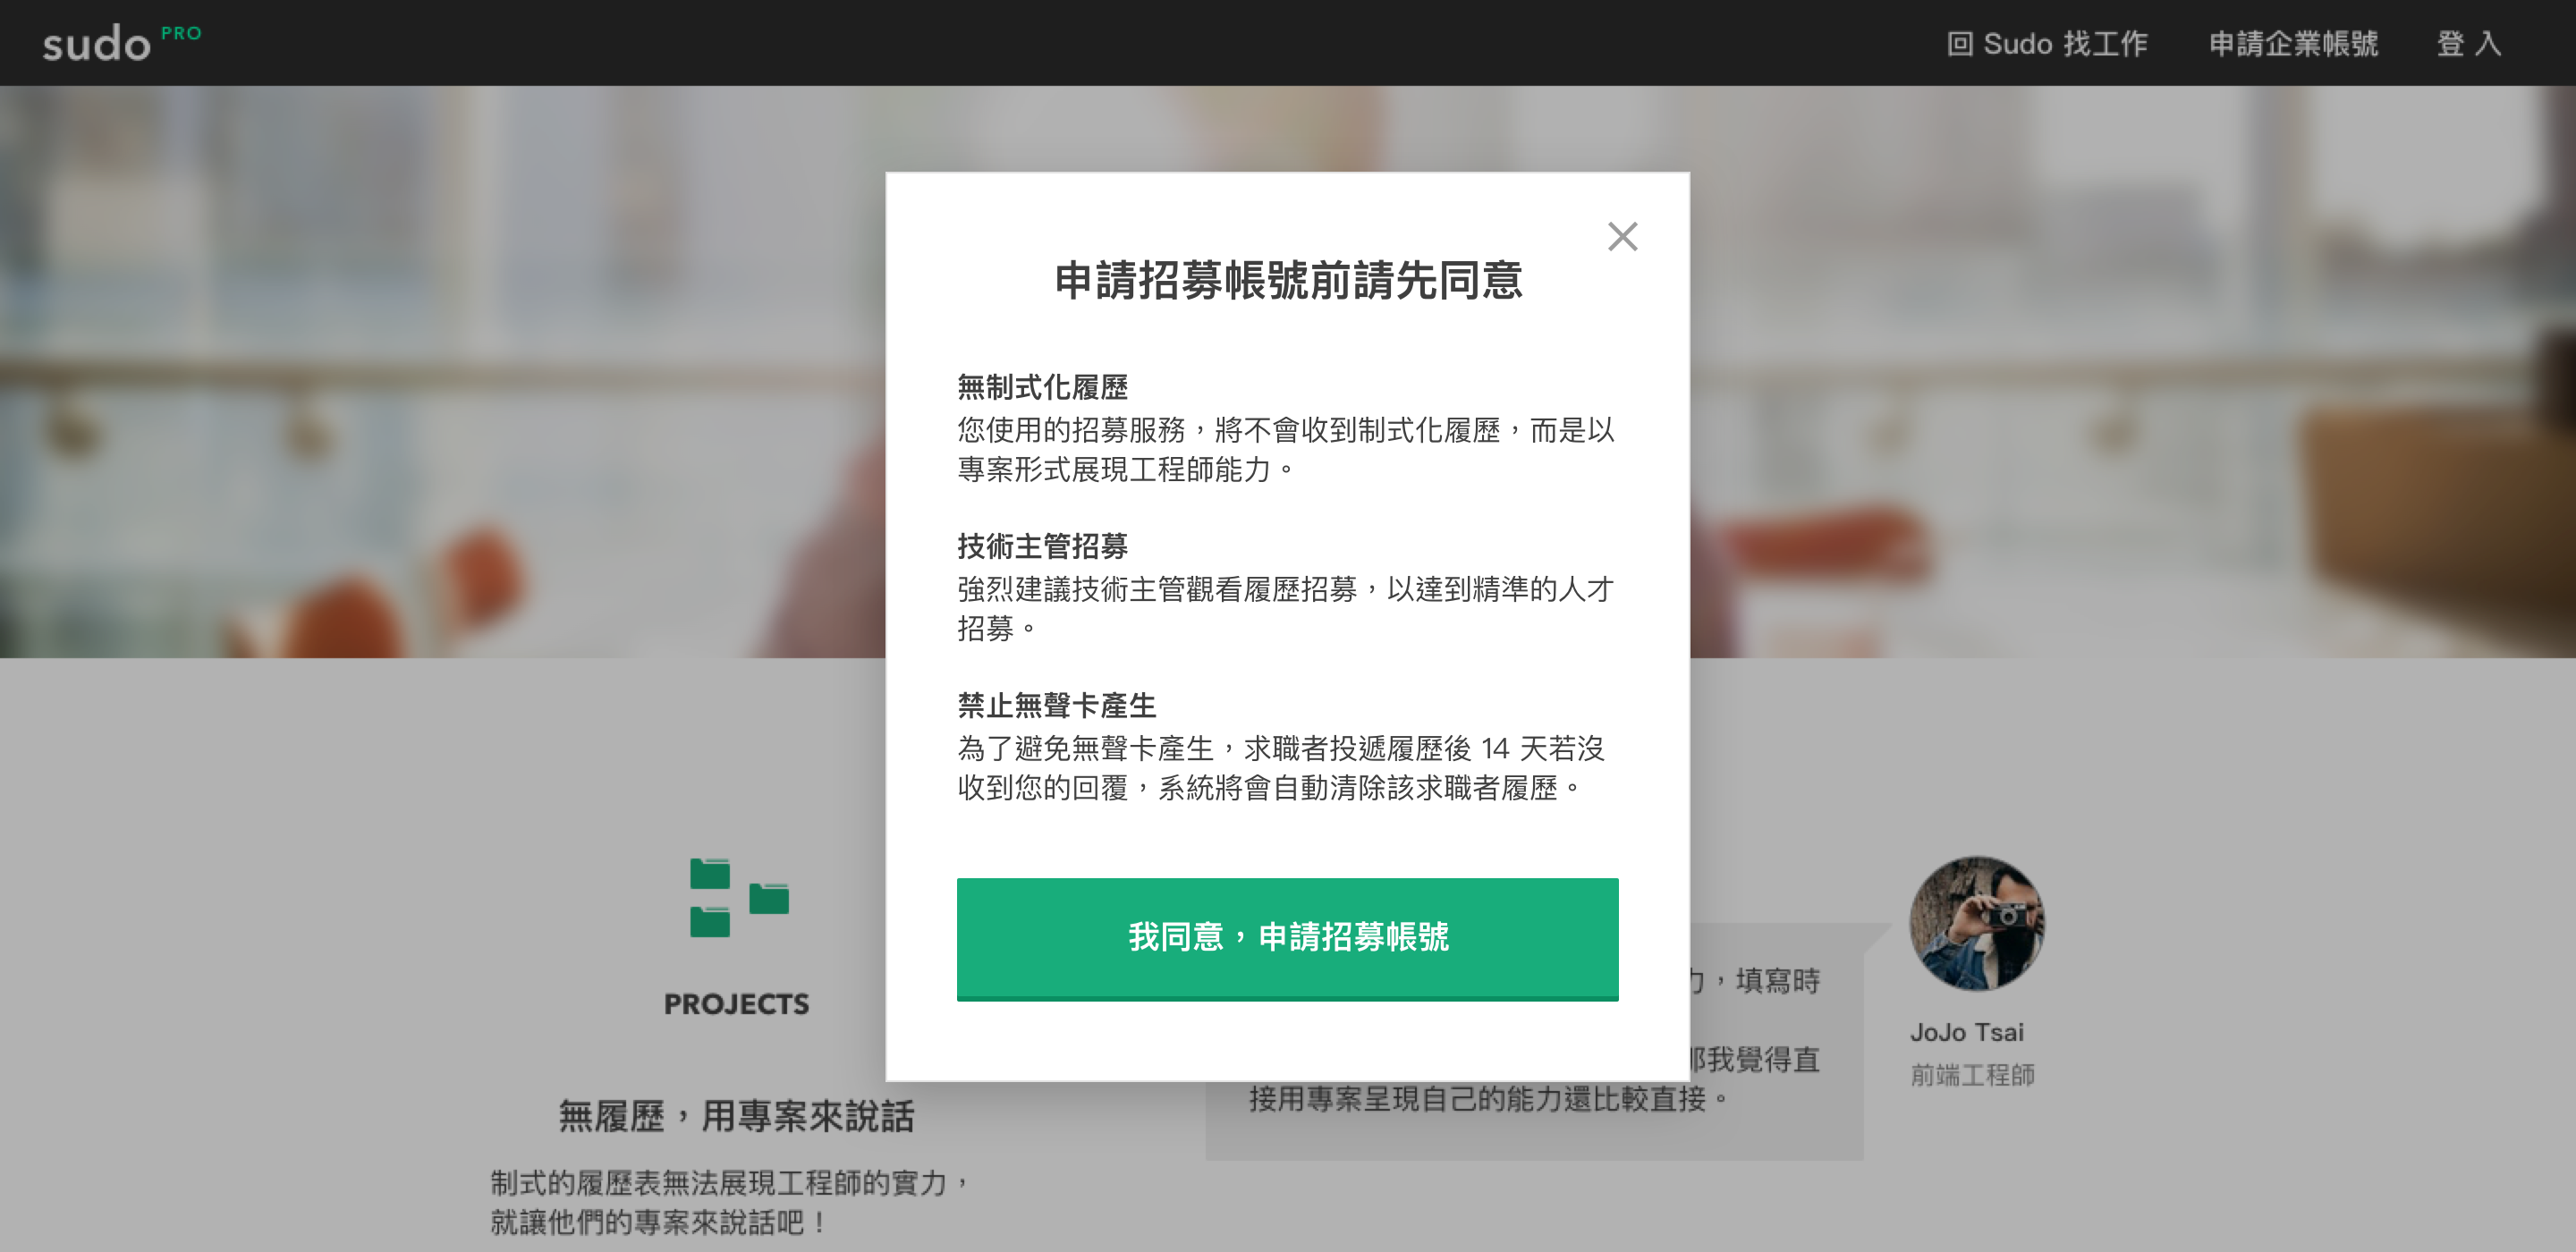 sudo PRO
回 Sudo 找工作
申請企業帳號
登 入
申請招募帳號前請先同意
無制式化履歷
您使用的招募服務，將不會收到制式化履歷，而是以
專案形式展現工程師能力。
技術主管招募
強烈建議技術主管觀看履歷招募，以達到精準的人才
招募。
禁止無聲卡產生
為了避免無聲卡產生，求職者投遞履歷後 14 天若沒
收到您的回覆，系統將會自動清除該求職者履歷。
我同意，申請招募帳號
PROJECTS
無履歷，用專案來說話
制式的履歷表無法展現工程師的實力，
就讓他們的專案來說話吧！
，填寫時
我覺得直
接用專案呈現自己的能力還比較直接。
JoJo Tsai
前端工程師